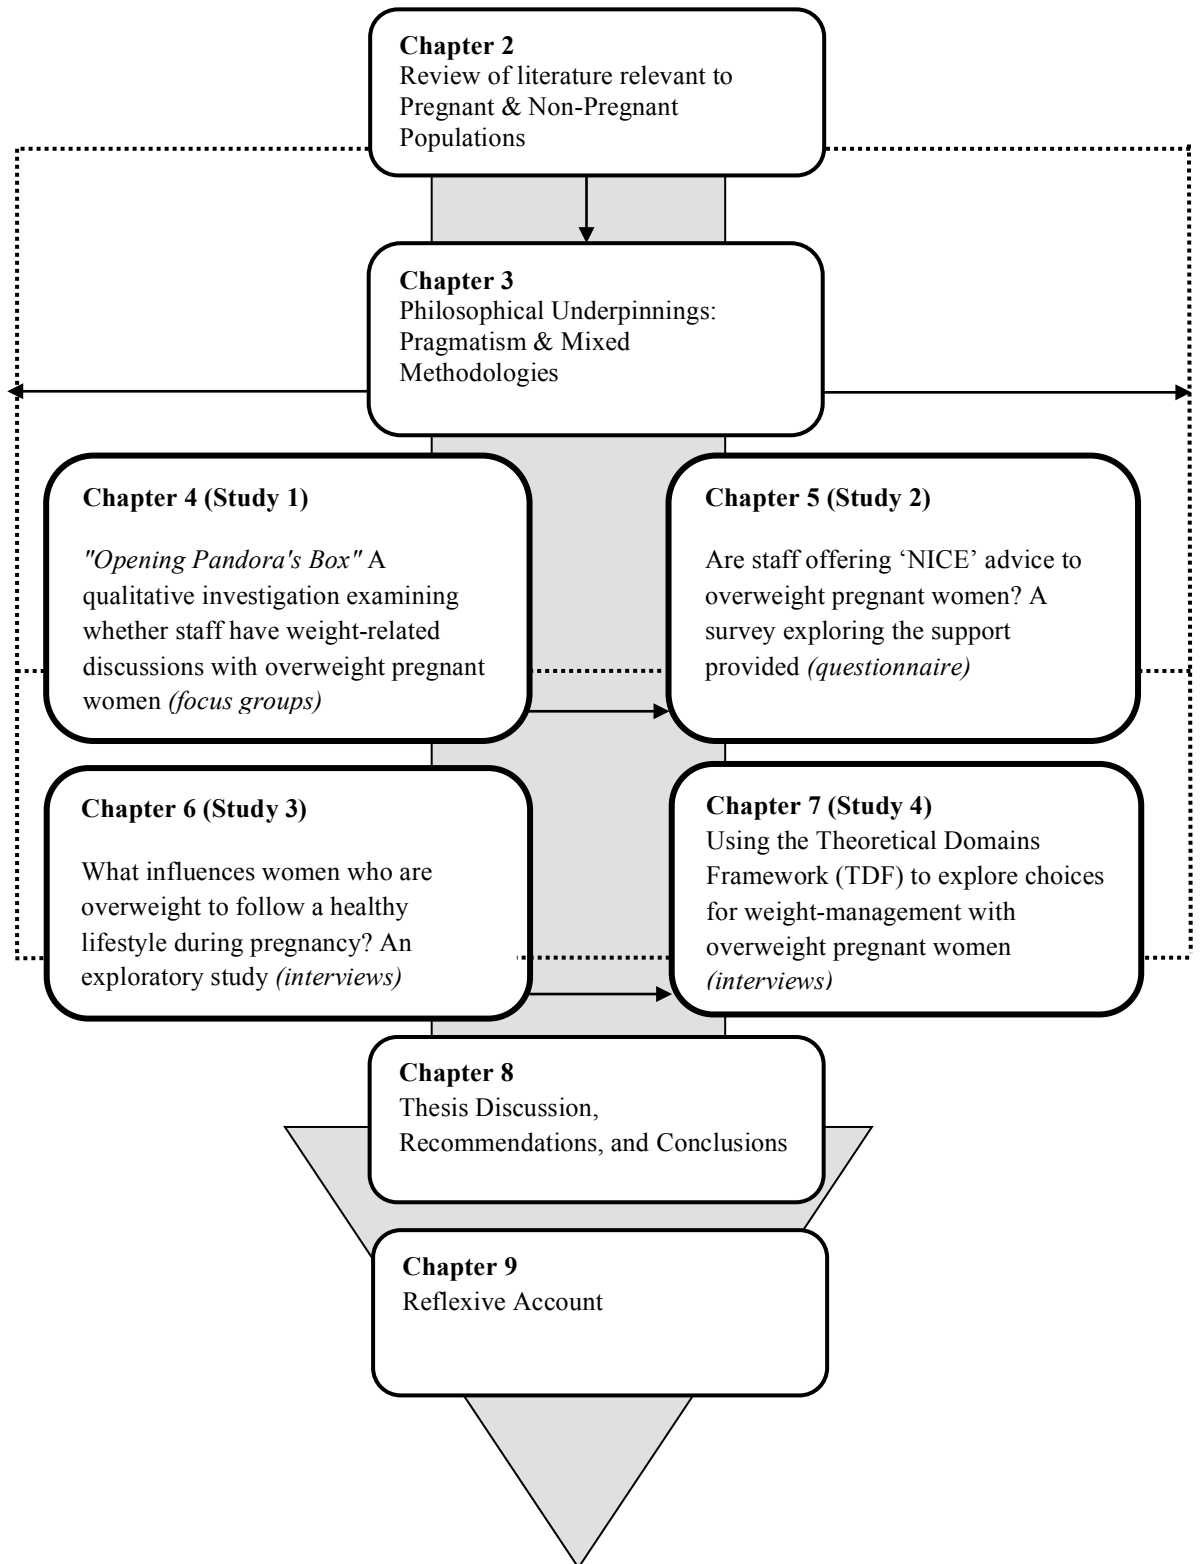 Chapter 2
Review of literature relevant to
Pregnant & Non-Pregnant
Populations
Chapter 3
Philosophical Underpinnings:
Pragmatism & Mixed
Methodologies
Chapter 4 (Study 1)
"Opening Pandora's Box" A
qualitative investigation examining
whether staff have weight-related
discussions with overweight pregnant
women (focus groups)
Chapter 5 (Study 2)
Are staff offering ‘NICE’ advice to
overweight pregnant women? A
survey exploring the support
provided (questionnaire)
Chapter 6 (Study 3)
What influences women who are
overweight to follow a healthy
lifestyle during pregnancy? An
exploratory study (interviews)
Chapter 7 (Study 4)
Using the Theoretical Domains
Framework (TDF) to explore choices
for weight-management with
overweight pregnant women
(interviews)
Chapter 8
Thesis Discussion,
Recommendations, and Conclusions
Chapter 9
Reflexive Account